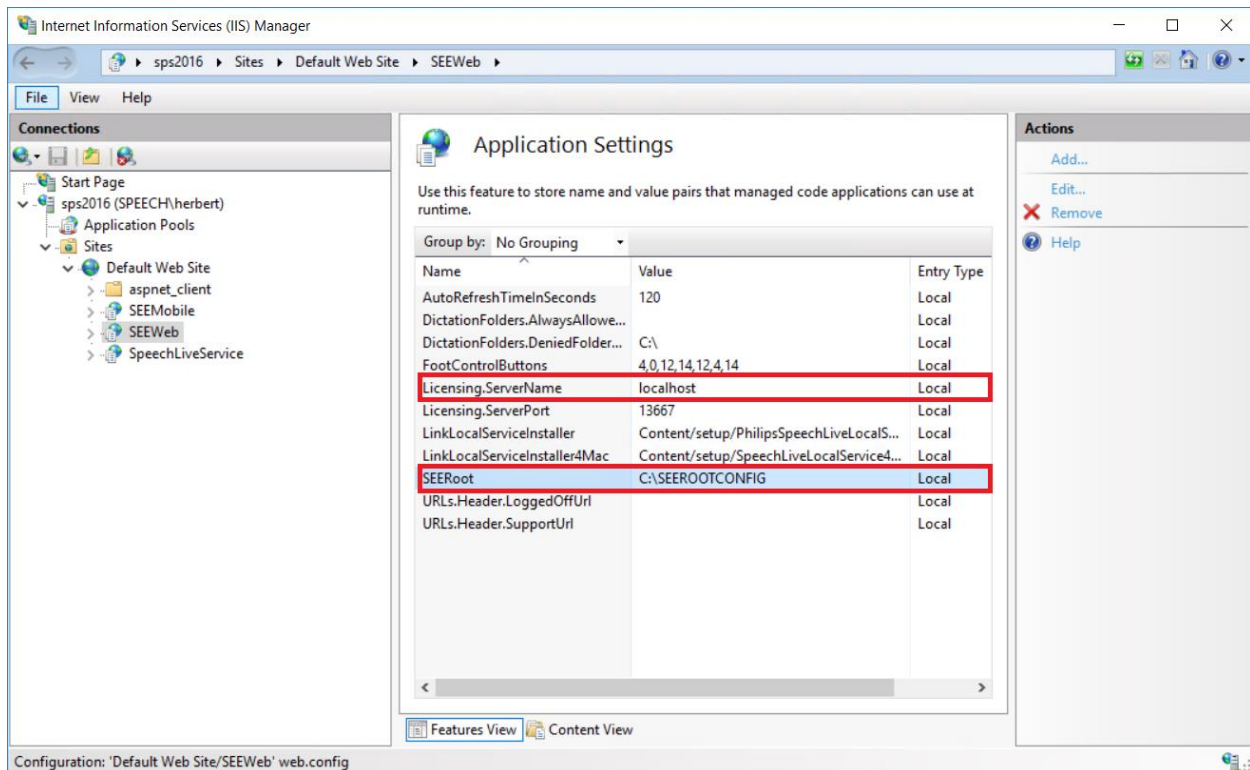 Internet Information Services (IIS) Manager
sps2016 Sites Default Web Site SEEWeb
File View Help
Connections
Start Page
sps2016 (SPEECH\herbert)
Application Pools
Sites
Default Web Site
aspnet_client
SEEMobile
SEEWeb
SpeechLiveService
Application Settings
Use this feature to store name and value pairs that managed code applications can use at
runtime.
Group by: No Grouping
Name Value Entry Type
AutoRefreshTimeInSeconds 120 Local
DictationFolders.AlwaysAllowe... Local
DictationFolders.DeniedFolder... C:\ Local
FootControlButtons 4,0,12,14,12,4,14 Local
Licensing.ServerName localhost Local
Licensing.ServerPort 13667 Local
LinkLocalServiceInstaller Content/setup/PhilipsSpeechLiveLocalS... Local
LinkLocalServiceInstaller4Mac Content/setup/SpeechLiveLocalService4... Local
SEERoot C:\SEEROOTCONFIG Local
URLs.Header.LoggedOffUrl Local
URLs.Header.SupportUrl Local
Features View Content View
Actions
Add...
Edit...
Remove
Help
Configuration: 'Default Web Site/SEEWeb' web.config